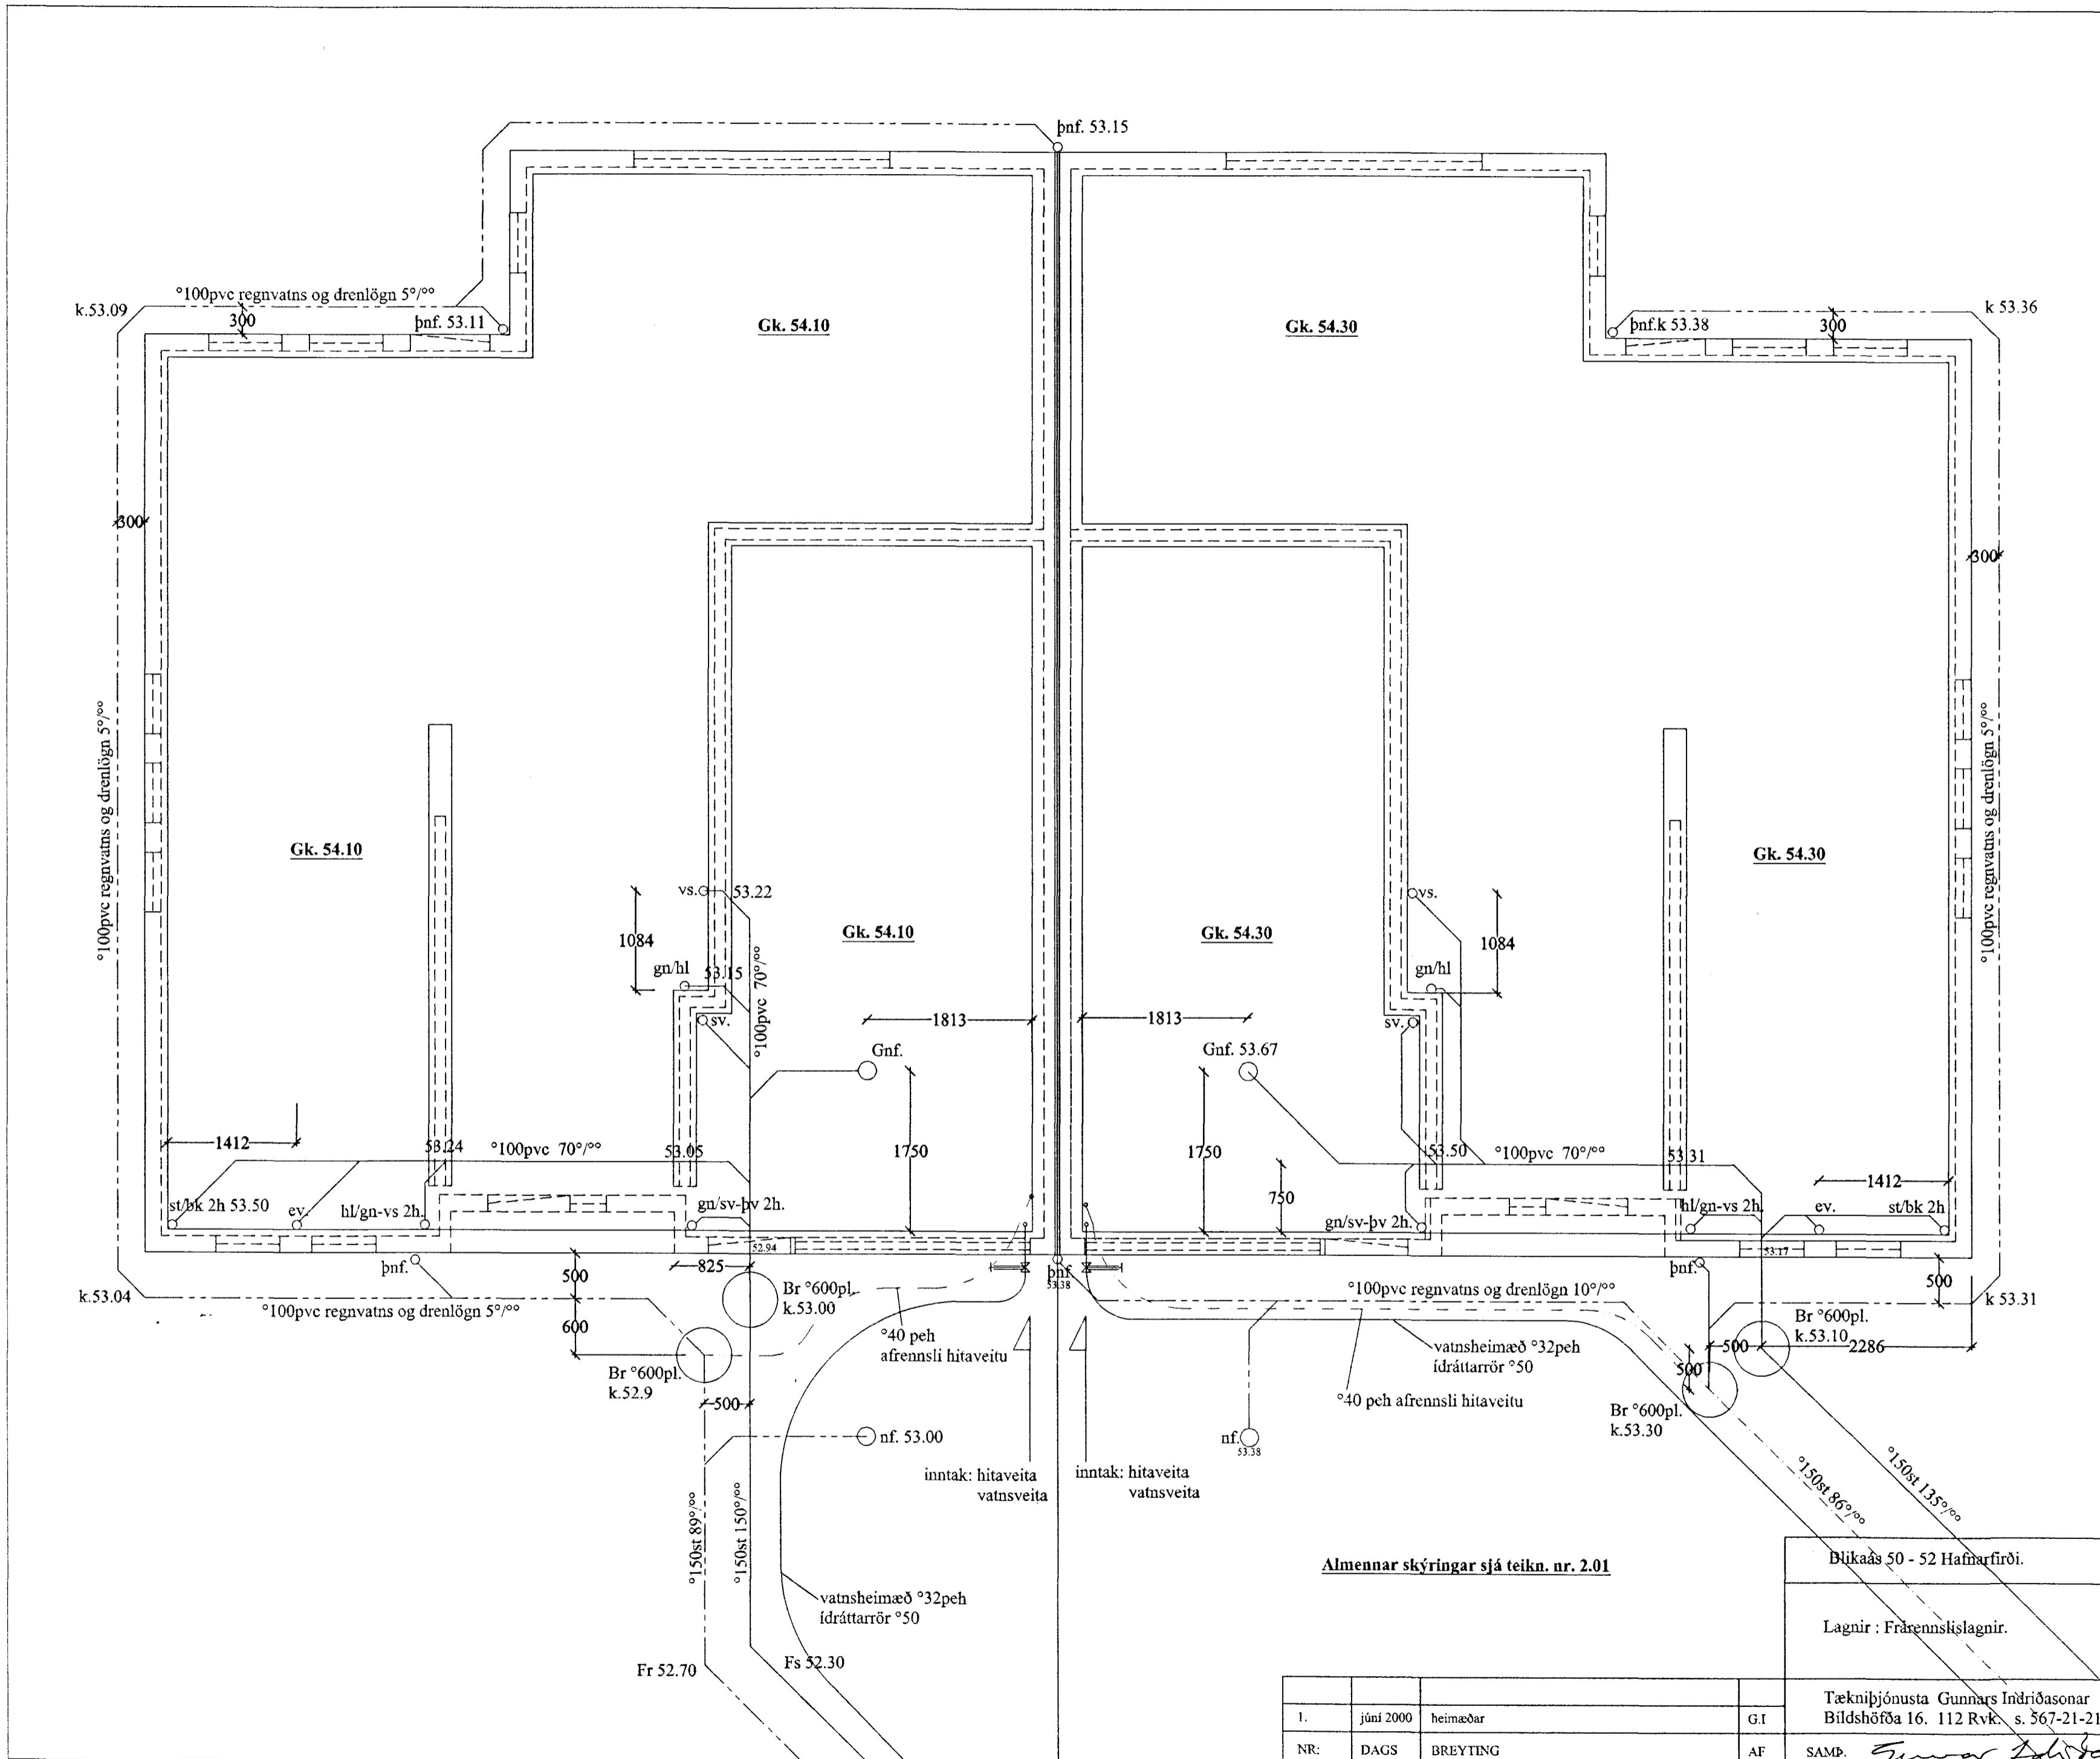 þnf. 53.15
°100pvc regnvatns og drenlögn 5°/°°
k.53.09
300
þnf. 53.11
Gk. 54.10
Gk. 54.30
þnf.k 53.38
300
k 53.36
300
300
°100pvc regnvatns og drenlögn 5°/°°
°100pvc regnvatns og drenlögn 5°/°°
Gk. 54.10
Gk. 54.30
vs.
53.22
vs.
1084
Gk. 54.10
Gk. 54.30
1084
gn/hl
53.15
°100pvc 70°/°°
gn/hl
sv.
1813
1813
sv.
Gnf.
Gnf. 53.67
1412
53.24
°100pvc 70°/°°
53.05
1750
1750
53.50
°100pvc 70°/°°
53.31
750
1412
st/bk 2h 53.50
ev.
hl/gn-vs 2h.
gn/sv-þv 2h.
gn/sv-þv 2h.
hl/gn-vs 2h.
ev.
st/bk 2h
52.94
53.17
þnf.
825
þnf.
53.38
þnf.
500
k.53.04
°100pvc regnvatns og drenlögn 5°/°°
600
Br °600pl.
k.53.00
°100pvc regnvatns og drenlögn 10°/°°
500
k 53.31
Br °600pl.
k.53.10
°40 peh
afrennsli hitaveitu
vatnsheimæð °32peh
ídráttarrör °50
500
2286
500
Br °600pl.
k.52.9
500
°40 peh afrennsli hitaveitu
Br °600pl.
k.53.30
nf. 53.00
nf.
53.38
inntak: hitaveita
vatnsveita
inntak: hitaveita
vatnsveita
°150st 89°/°°
°150st 150°/°°
°150st 86°/°°
°150st 135°/°°
Almennar skýringar sjá teikn. nr. 2.01
Blikaás 50 - 52 Hafnarfirði.
vatnsheimæð °32peh
ídráttarrör °50
Lagnir : Frárennslislagnir.
Fr 52.70
Fs 52.30
Tækniþjónusta Gunnars Indriðasonar
Bíldshöfða 16. 112 Rvk. s. 567-21-21
1. júní 2000 heimæðar G.I
NR: DAGS BREYTING AF SAMÞ.